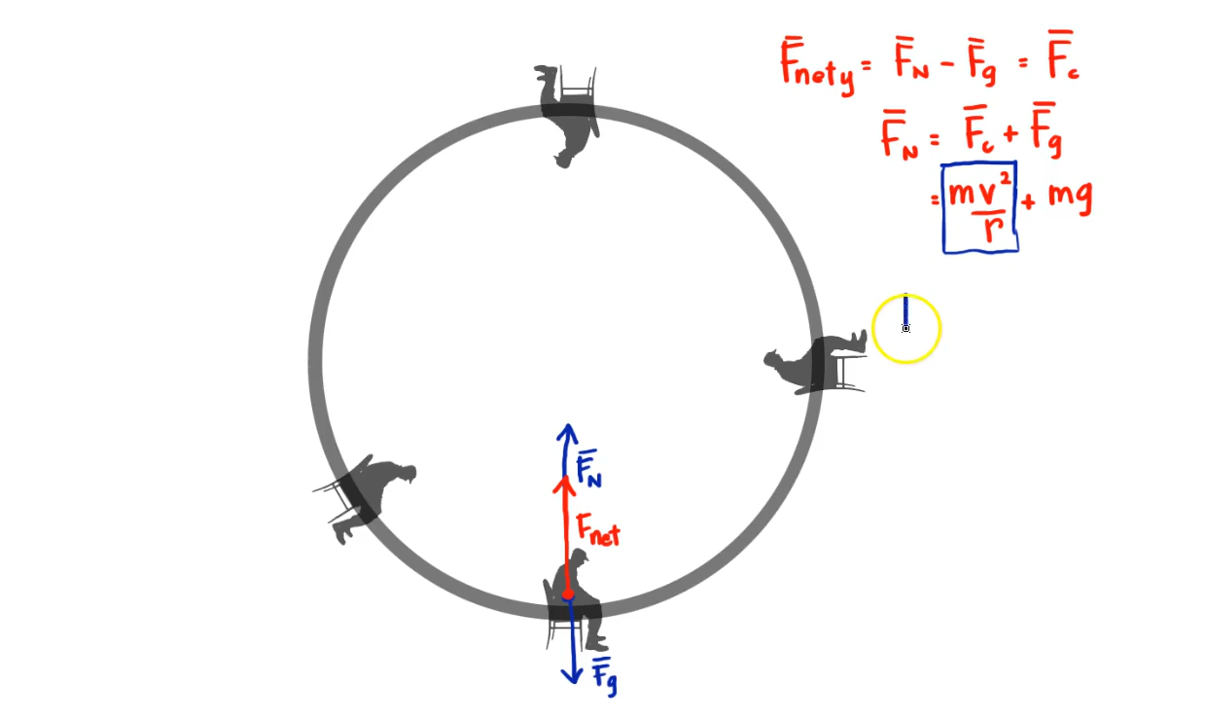 F̅nety = F̅N - F̅g = F̅c
F̅N = F̅c + F̅g
= mv²/r + mg
F̅N
Fnet
F̅g